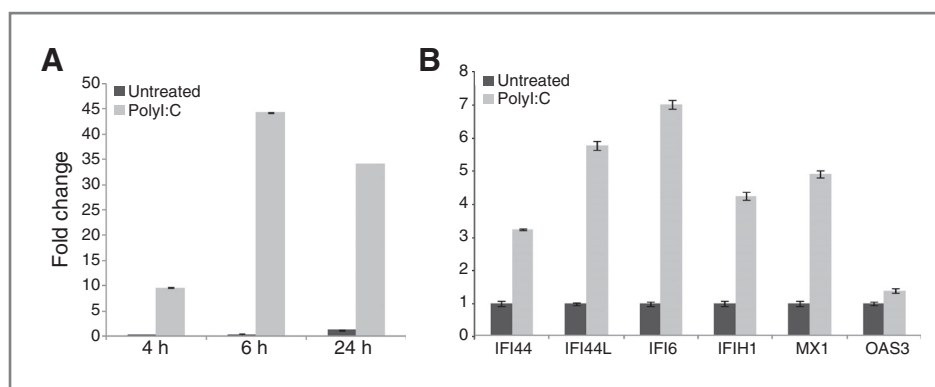 A
Fold change
50
45
40
35
30
25
20
15
10
5
0
Untreated
PolyI:C
4 h 6 h 24 h
B
8
7
6
5
4
3
2
1
0
Untreated
PolyI:C
IFI44 IFI44L IFI6 IFIH1 MX1 OAS3